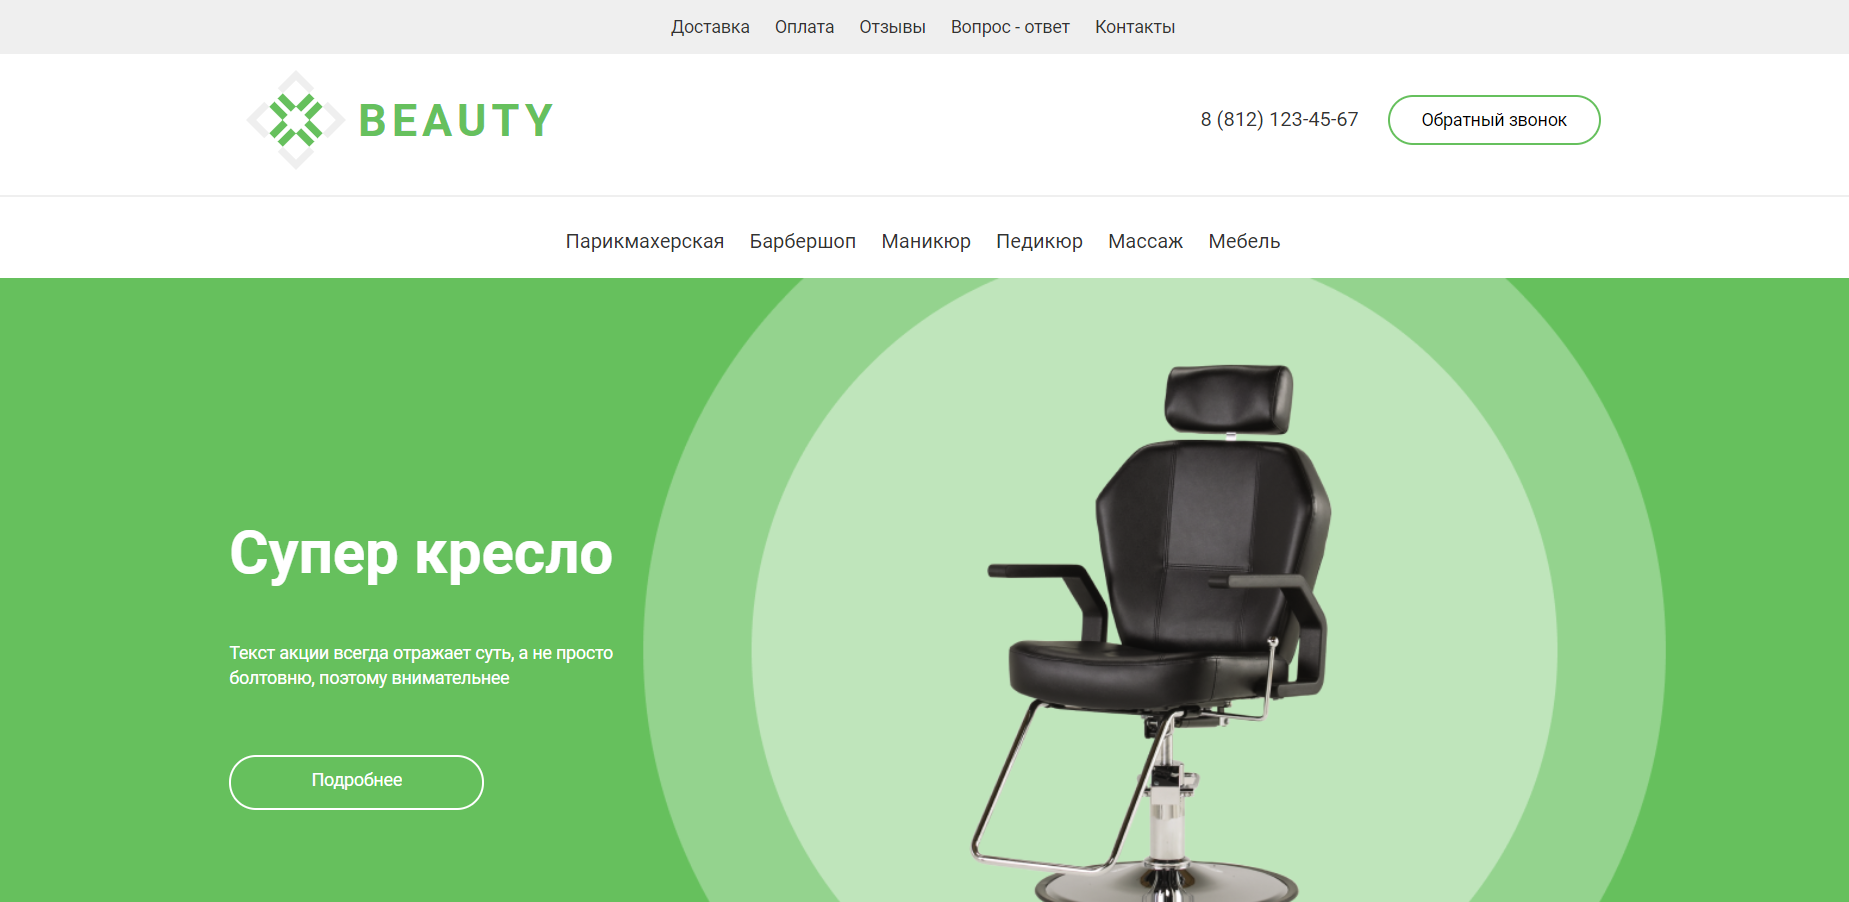 Доставка Оплата Отзывы Вопрос - ответ Контакты
BEAUTY
8 (812) 123-45-67
Обратный звонок
Парикмахерская Барбершоп Маникюр Педикюр Массаж Мебель
Супер кресло
Текст акции всегда отражает суть, а не просто
болтовню, поэтому внимательнее
Подробнее